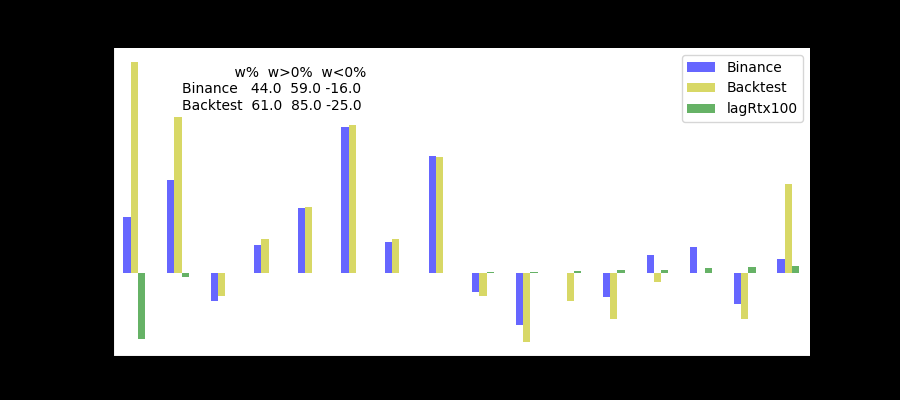 w% w>0% w<0%
Binance 44.0 59.0 -16.0
Backtest 61.0 85.0 -25.0
Binance
Backtest
lagRtx100